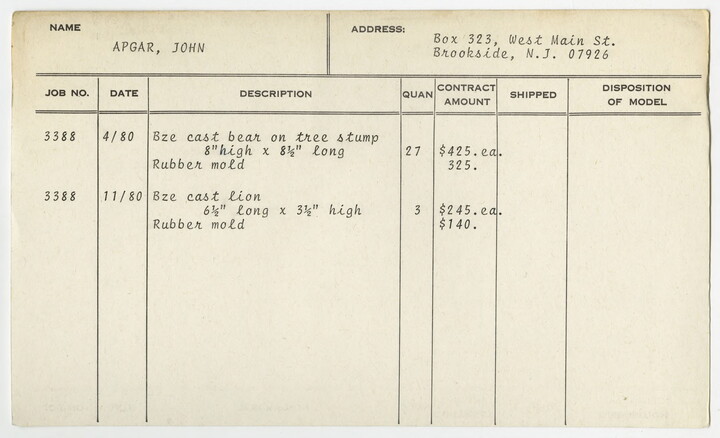 NAME
APGAR, JOHN
ADDRESS:
Box 323, West Main St.
Brookside, N.J. 07926
JOB NO. DATE DESCRIPTION QUAN CONTRACT AMOUNT SHIPPED DISPOSITION OF MODEL
3388 4/80 Bze cast bear on tree stump
8"high x 8½" long 27 $425.ea.
Rubber mold 325.
3388 11/80 Bze cast lion
6½" long x 3½" high 3 $245.ea.
Rubber mold $140.